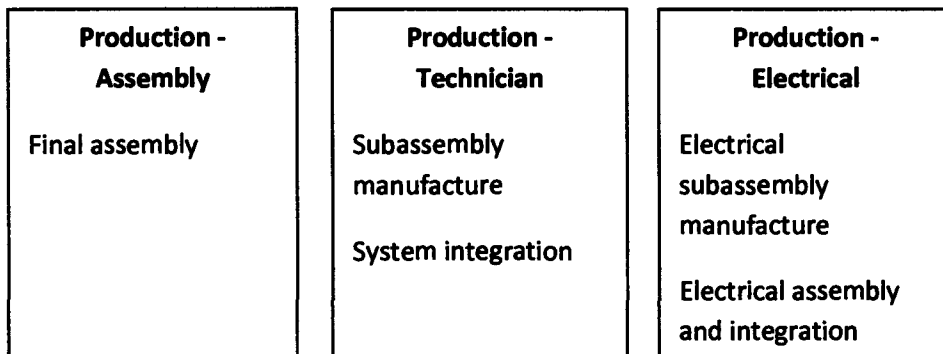 Production -
Assembly
Final assembly
Production -
Technician
Subassembly
manufacture
System integration
Production -
Electrical
Electrical
subassembly
manufacture
Electrical assembly
and integration